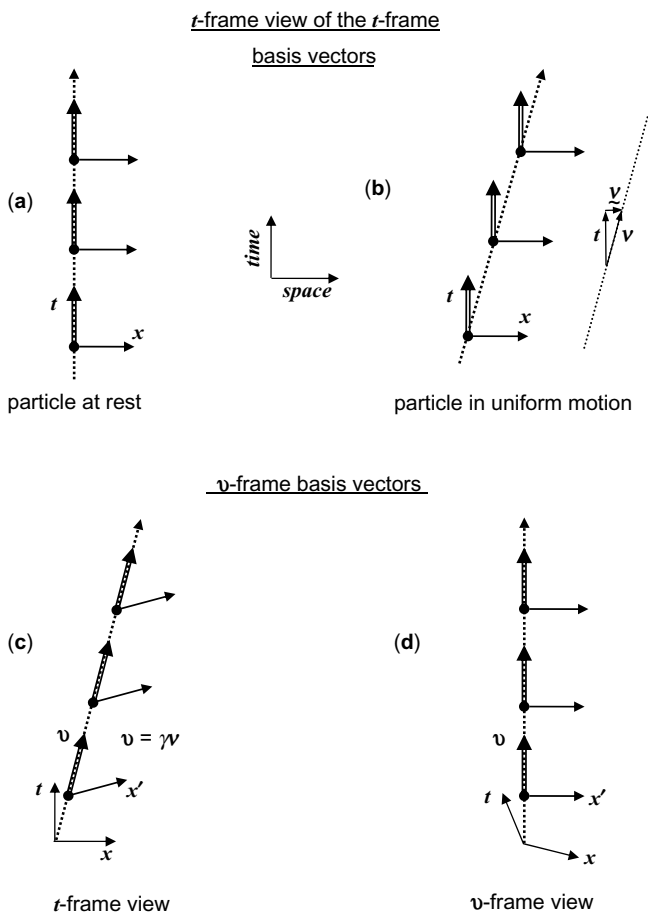 t-frame view of the t-frame
basis vectors
(a)
t
x
particle at rest
time
space
(b)
t
x
v
t
v
particle in uniform motion
υ-frame basis vectors
(c)
υ
υ = γv
t
x′
x
t-frame view
(d)
υ
t
x′
x
υ-frame view